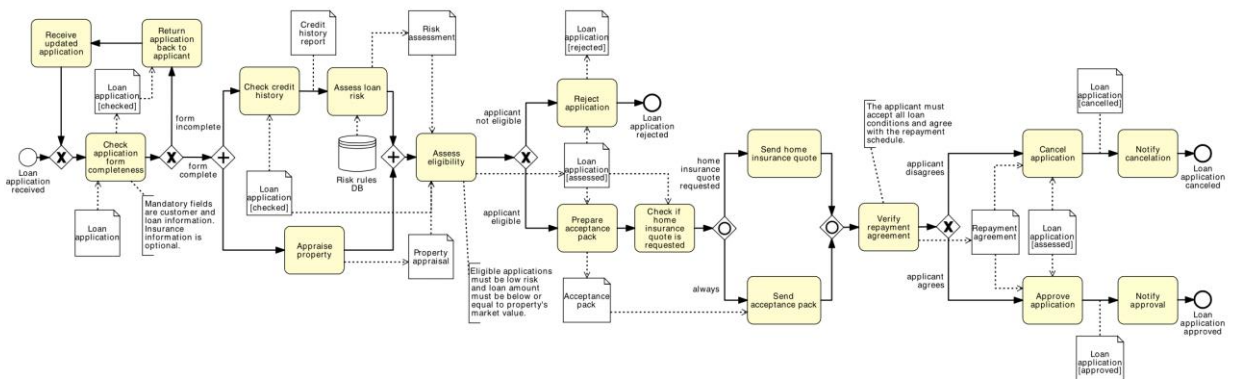 Receive
updated
application
Return
application
back to
applicant
Loan
application
[checked]
form
incomplete
form
complete
Loan
application
received
Check
application
form
completeness
Loan
application
Mandatory fields
are customer and
loan information.
Insurance
information is
optional.
Credit
history
report
Check credit
history
Assess loan
risk
Risk
assessment
Risk rules
DB
Loan
application
[checked]
Appraise
property
Property
appraisal
Assess
eligibility
Eligible applications
must be low risk
and loan amount
must be below or
equal to property's
market value.
applicant
not eligible
applicant
eligible
Loan
application
[rejected]
Reject
application
Loan
application
rejected
Loan
application
[assessed]
Prepare
acceptance
pack
Check if
home
insurance
quote is
requested
Acceptance
pack
home
insurance
quote
requested
always
Send home
insurance quote
Send
acceptance pack
The applicant must
accept all loan
conditions and agree
with the repayment
schedule.
Verify
repayment
agreement
applicant
disagrees
applicant
agrees
Repayment
agreement
Loan
application
[assessed]
Cancel
application
Loan
application
[cancelled]
Notify
cancelation
Loan
application
canceled
Approve
application
Loan
application
[approved]
Notify
approval
Loan
application
approved